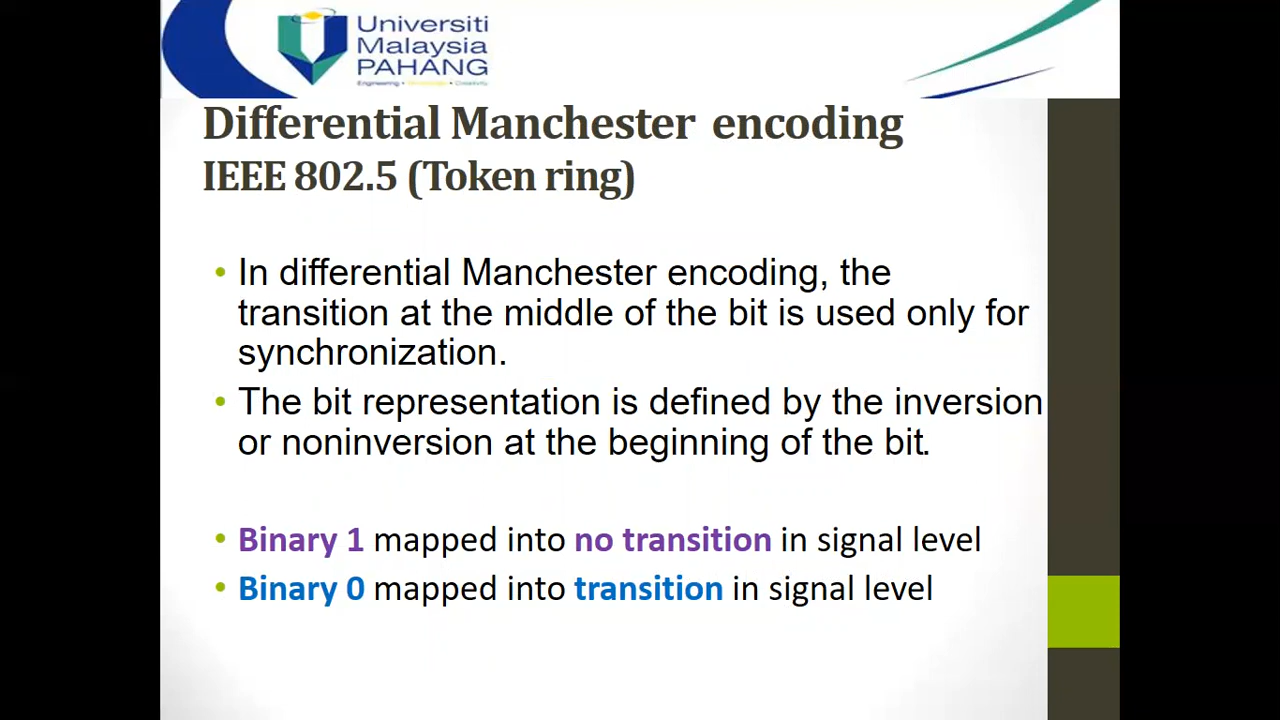 Universiti
Malaysia
PAHANG
Engineering • Technology • Creativity
Differential Manchester encoding
IEEE 802.5 (Token ring)
• In differential Manchester encoding, the
transition at the middle of the bit is used only for
synchronization.
• The bit representation is defined by the inversion
or noninversion at the beginning of the bit.
• Binary 1 mapped into no transition in signal level
• Binary 0 mapped into transition in signal level